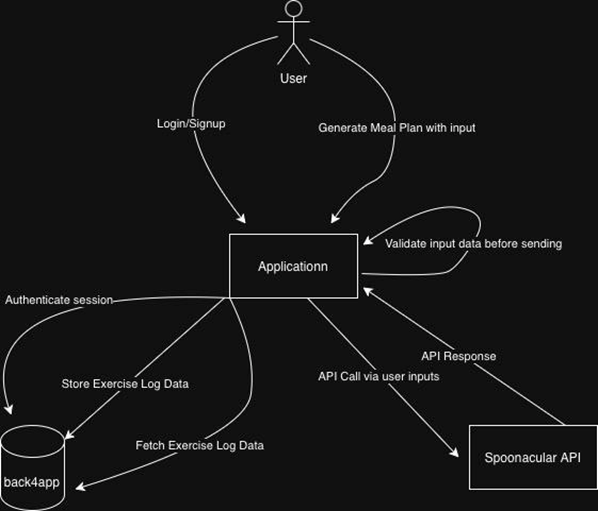 User
Login/Signup
Generate Meal Plan with input
Validate input data before sending
Applicationn
Authenticate session
API Response
Store Exercise Log Data
API Call via user inputs
Fetch Exercise Log Data
Spoonacular API
back4app